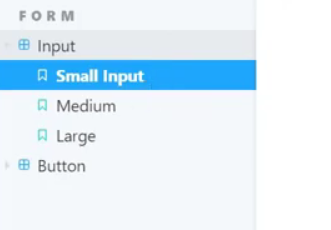 FORM
Input
Small Input
Medium
Large
Button